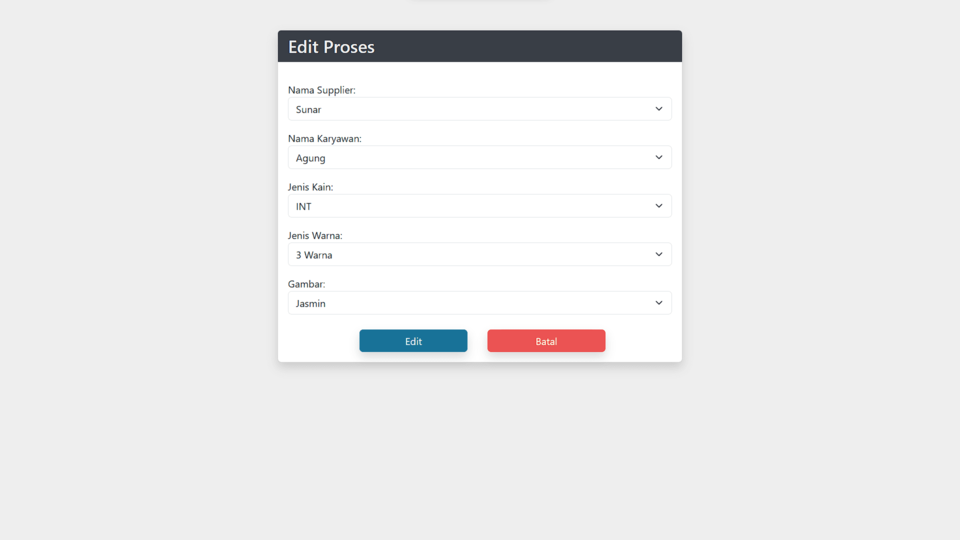 Edit Proses
Nama Supplier:
Sunar
Nama Karyawan:
Agung
Jenis Kain:
INT
Jenis Warna:
3 Warna
Gambar:
Jasmin
Edit Batal